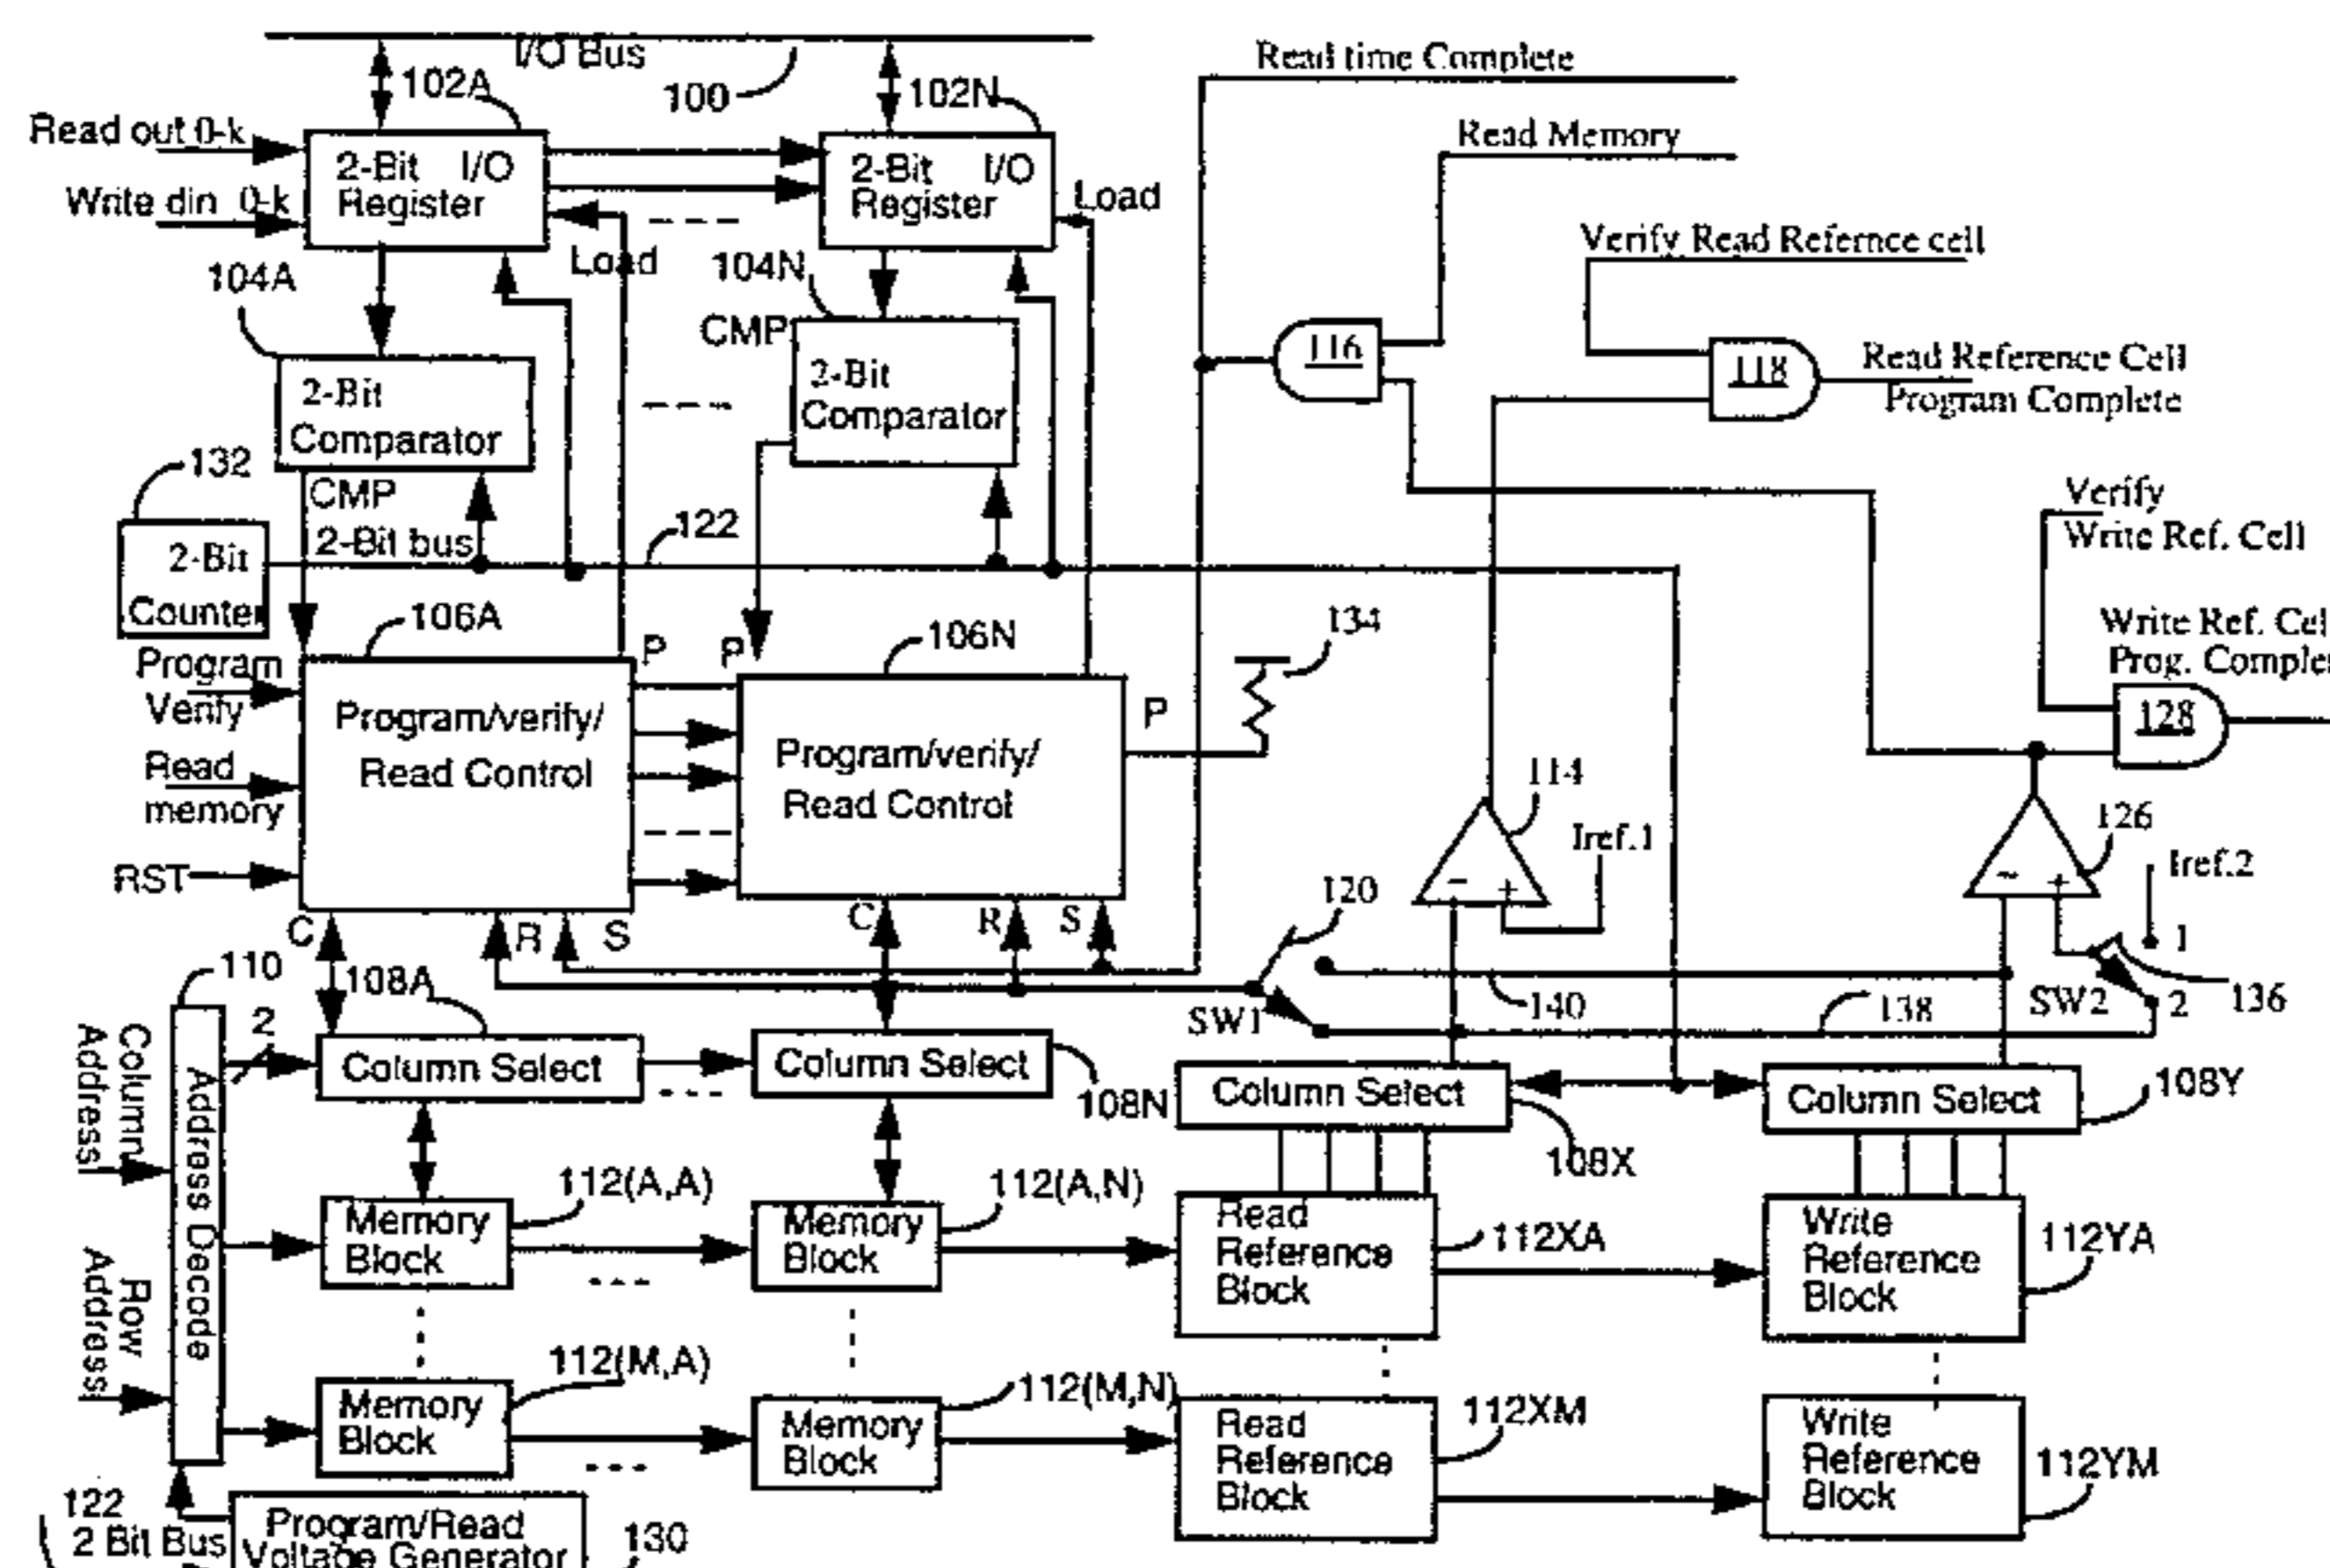 I/O Bus
100
102A
102N
Read time Complete
Read Memory
Read out 0-k
Write din 0-k
2-Bit I/O
Register
2-Bit I/O
Register
Load
Load
Verify Read Refernce cell
104A
104N
CMP
2-Bit
Comparator
2-Bit
Comparator
116
118
Read Reference Cell
Program Complete
132
CMP
2-Bit bus
122
2-Bit
Counter
Verify
Write Ref. Cell
106A
P
P
106N
134
Write Ref. Cel
Prog. Comple
128
Program
Verify
Read
memory
RST
Program/verify/
Read Control
Program/verify/
Read Control
P
114
Iref.1
126
Iref.2
- +
~ +
120
C
R
S
C
R
S
1
110
108A
SW1
140
138
SW2
2
136
2
Column
Address
Row
Address
Address Decode
Column Select
Column Select
108N
Column Select
108X
Column Select
108Y
112(A,A)
112(A,N)
Memory
Block
Memory
Block
Read
Reference
Block
112XA
Write
Reference
Block
112YA
112(M,A)
112(M,N)
Memory
Block
Memory
Block
Read
Reference
Block
112XM
Write
Reference
Block
112YM
122
2 Bit Bus
Program/Read
Voltage Generator
130